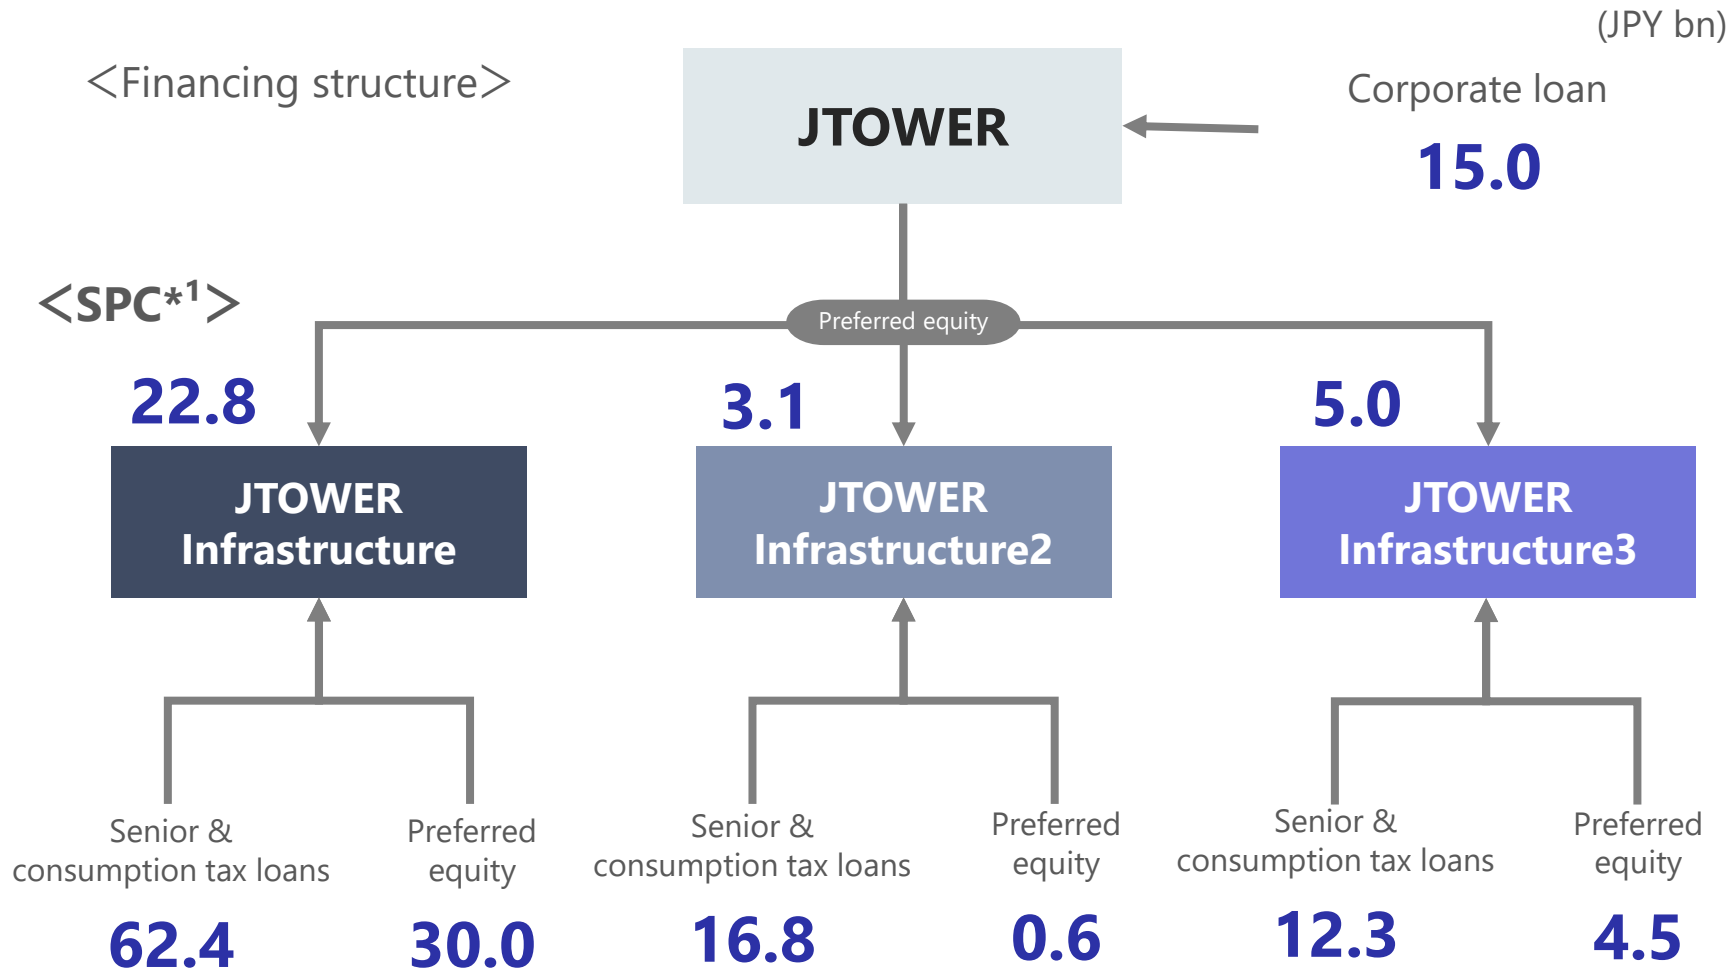 (JPY bn)
＜Financing structure＞
JTOWER
Corporate loan
15.0
＜SPC*¹＞
Preferred equity
22.8
3.1
5.0
JTOWER
Infrastructure
JTOWER
Infrastructure2
JTOWER
Infrastructure3
Senior &
consumption tax loans
62.4
Preferred
equity
30.0
Senior &
consumption tax loans
16.8
Preferred
equity
0.6
Senior &
consumption tax loans
12.3
Preferred
equity
4.5